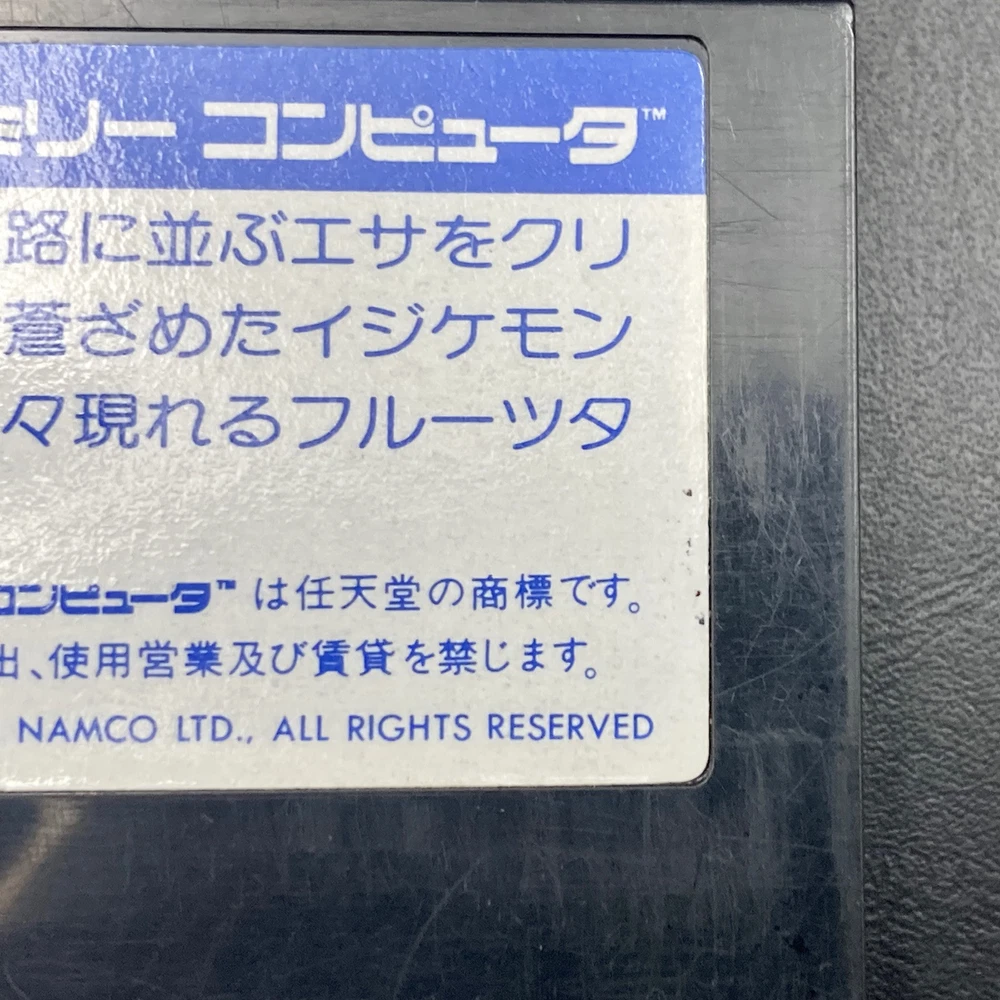 ミリー コンピュータ™
路に並ぶエサをクリ
蒼ざめたイジケモン
々現れるフルーツタ
コンピュータ™は任天堂の商標です。
出、使用営業及び賃貸を禁じます。
NAMCO LTD., ALL RIGHTS RESERVED